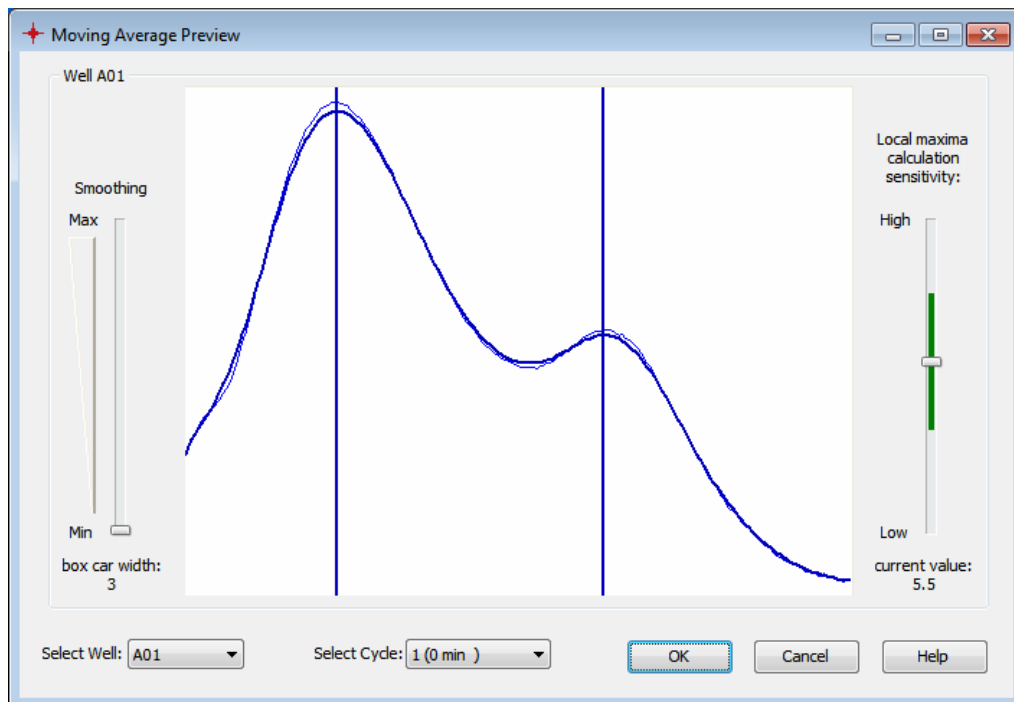 Moving Average Preview
Well A01
Smoothing
Max
Min
box car width:
3
Local maxima
calculation
sensitivity:
High
Low
current value:
5.5
Select Well: A01
Select Cycle: 1 (0 min )
OK
Cancel
Help